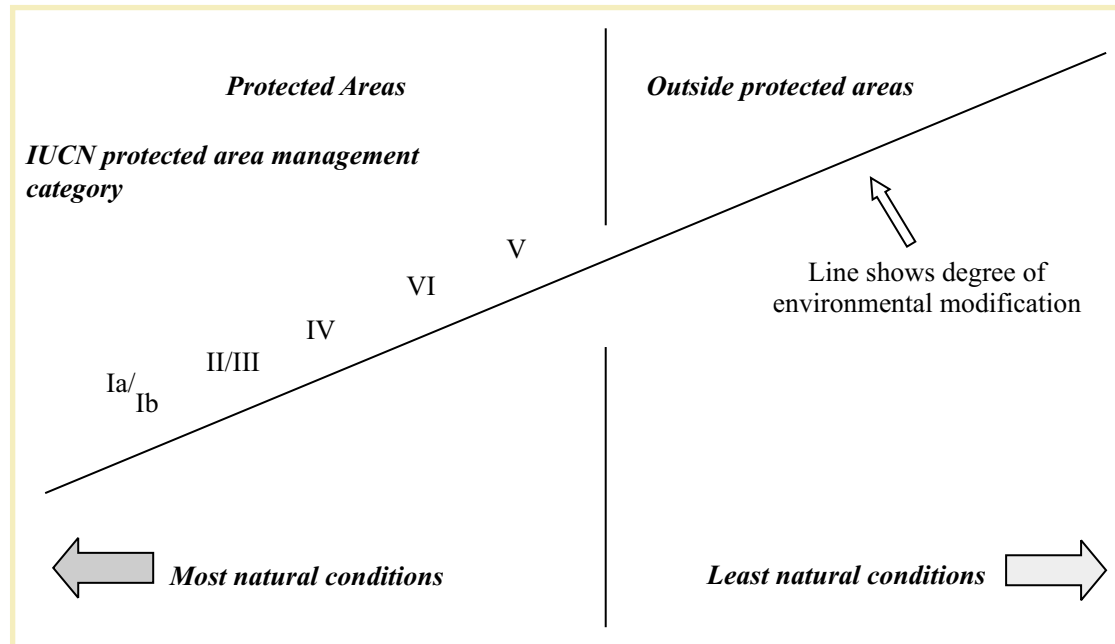 Protected Areas
Outside protected areas
IUCN protected area management
category
V
VI
IV
II/III
Ia/
Ib
Line shows degree of
environmental modification
Most natural conditions
Least natural conditions